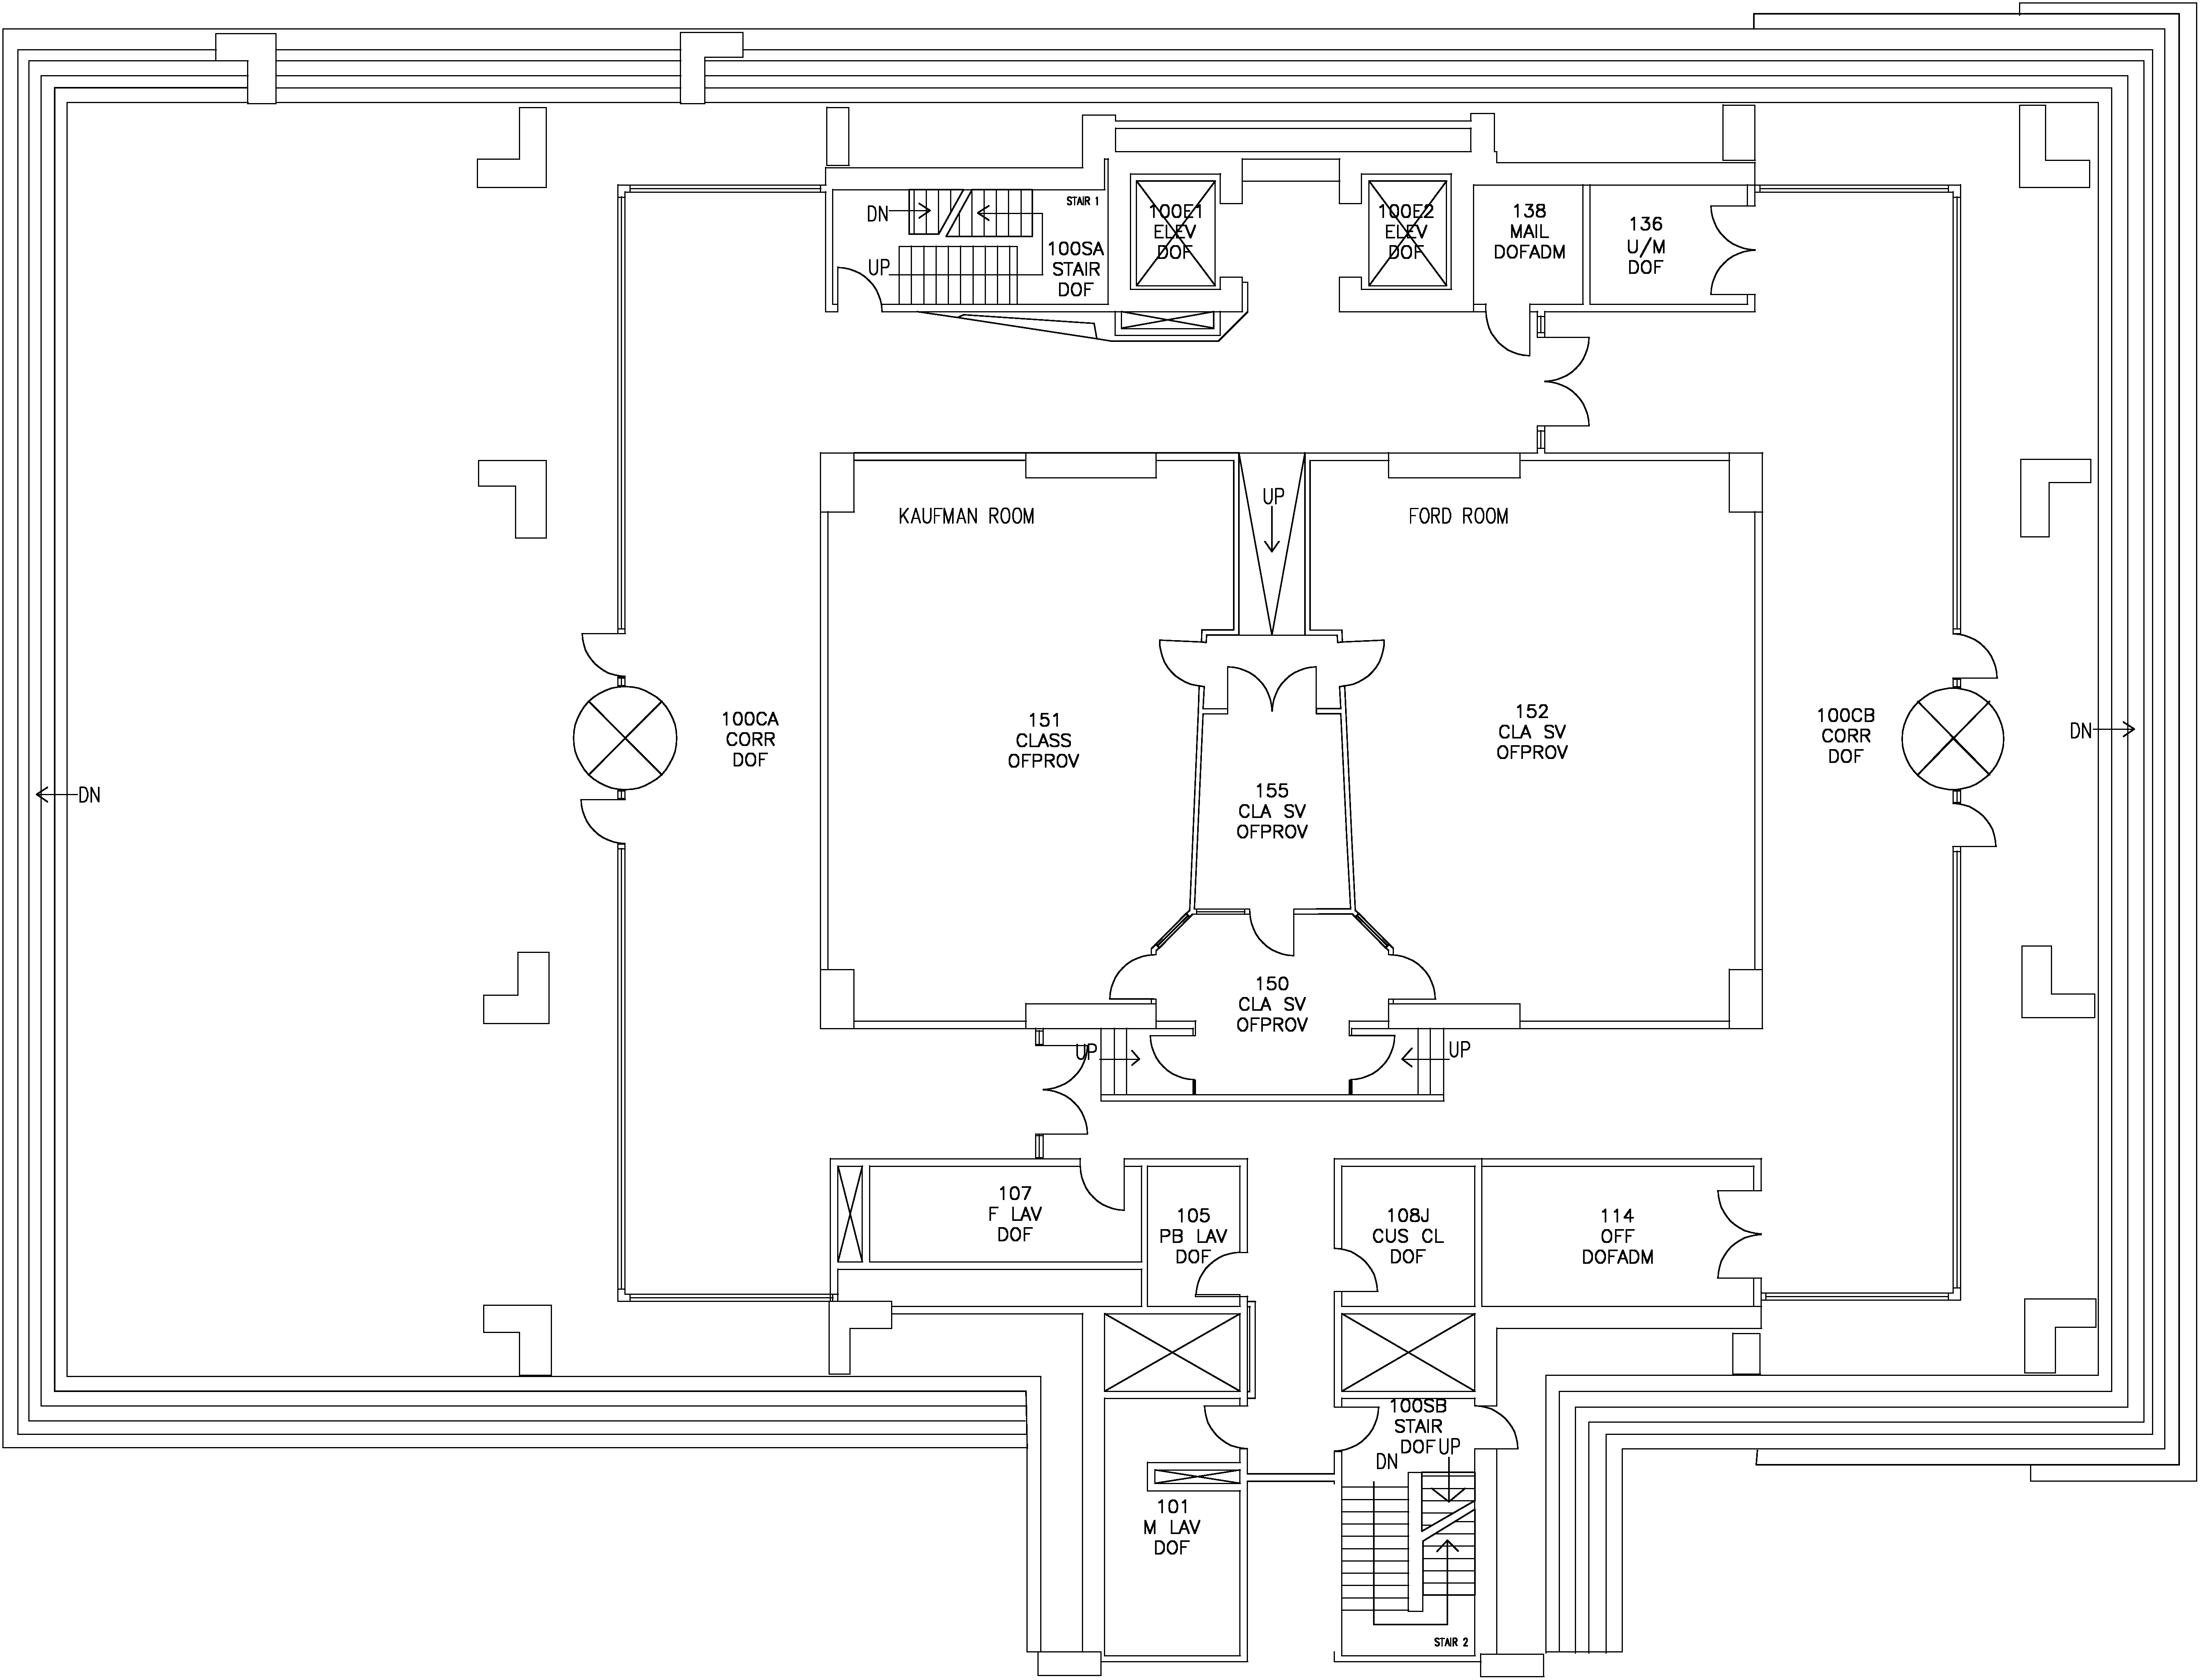 STAIR 1
DN
UP
100SA
STAIR
DOF
100E1
ELEV
DOF
100E2
ELEV
DOF
138
MAIL
DOFADM
136
U/M
DOF
KAUFMAN ROOM
UP
FORD ROOM
100CA
CORR
DOF
151
CLASS
OFPROV
152
CLA SV
OFPROV
100CB
CORR
DOF
DN
DN
155
CLA SV
OFPROV
150
CLA SV
OFPROV
UP
UP
107
F LAV
DOF
105
PB LAV
DOF
108J
CUS CL
DOF
114
OFF
DOFADM
100SB
STAIR
DOF
UP
DN
101
M LAV
DOF
STAIR 2